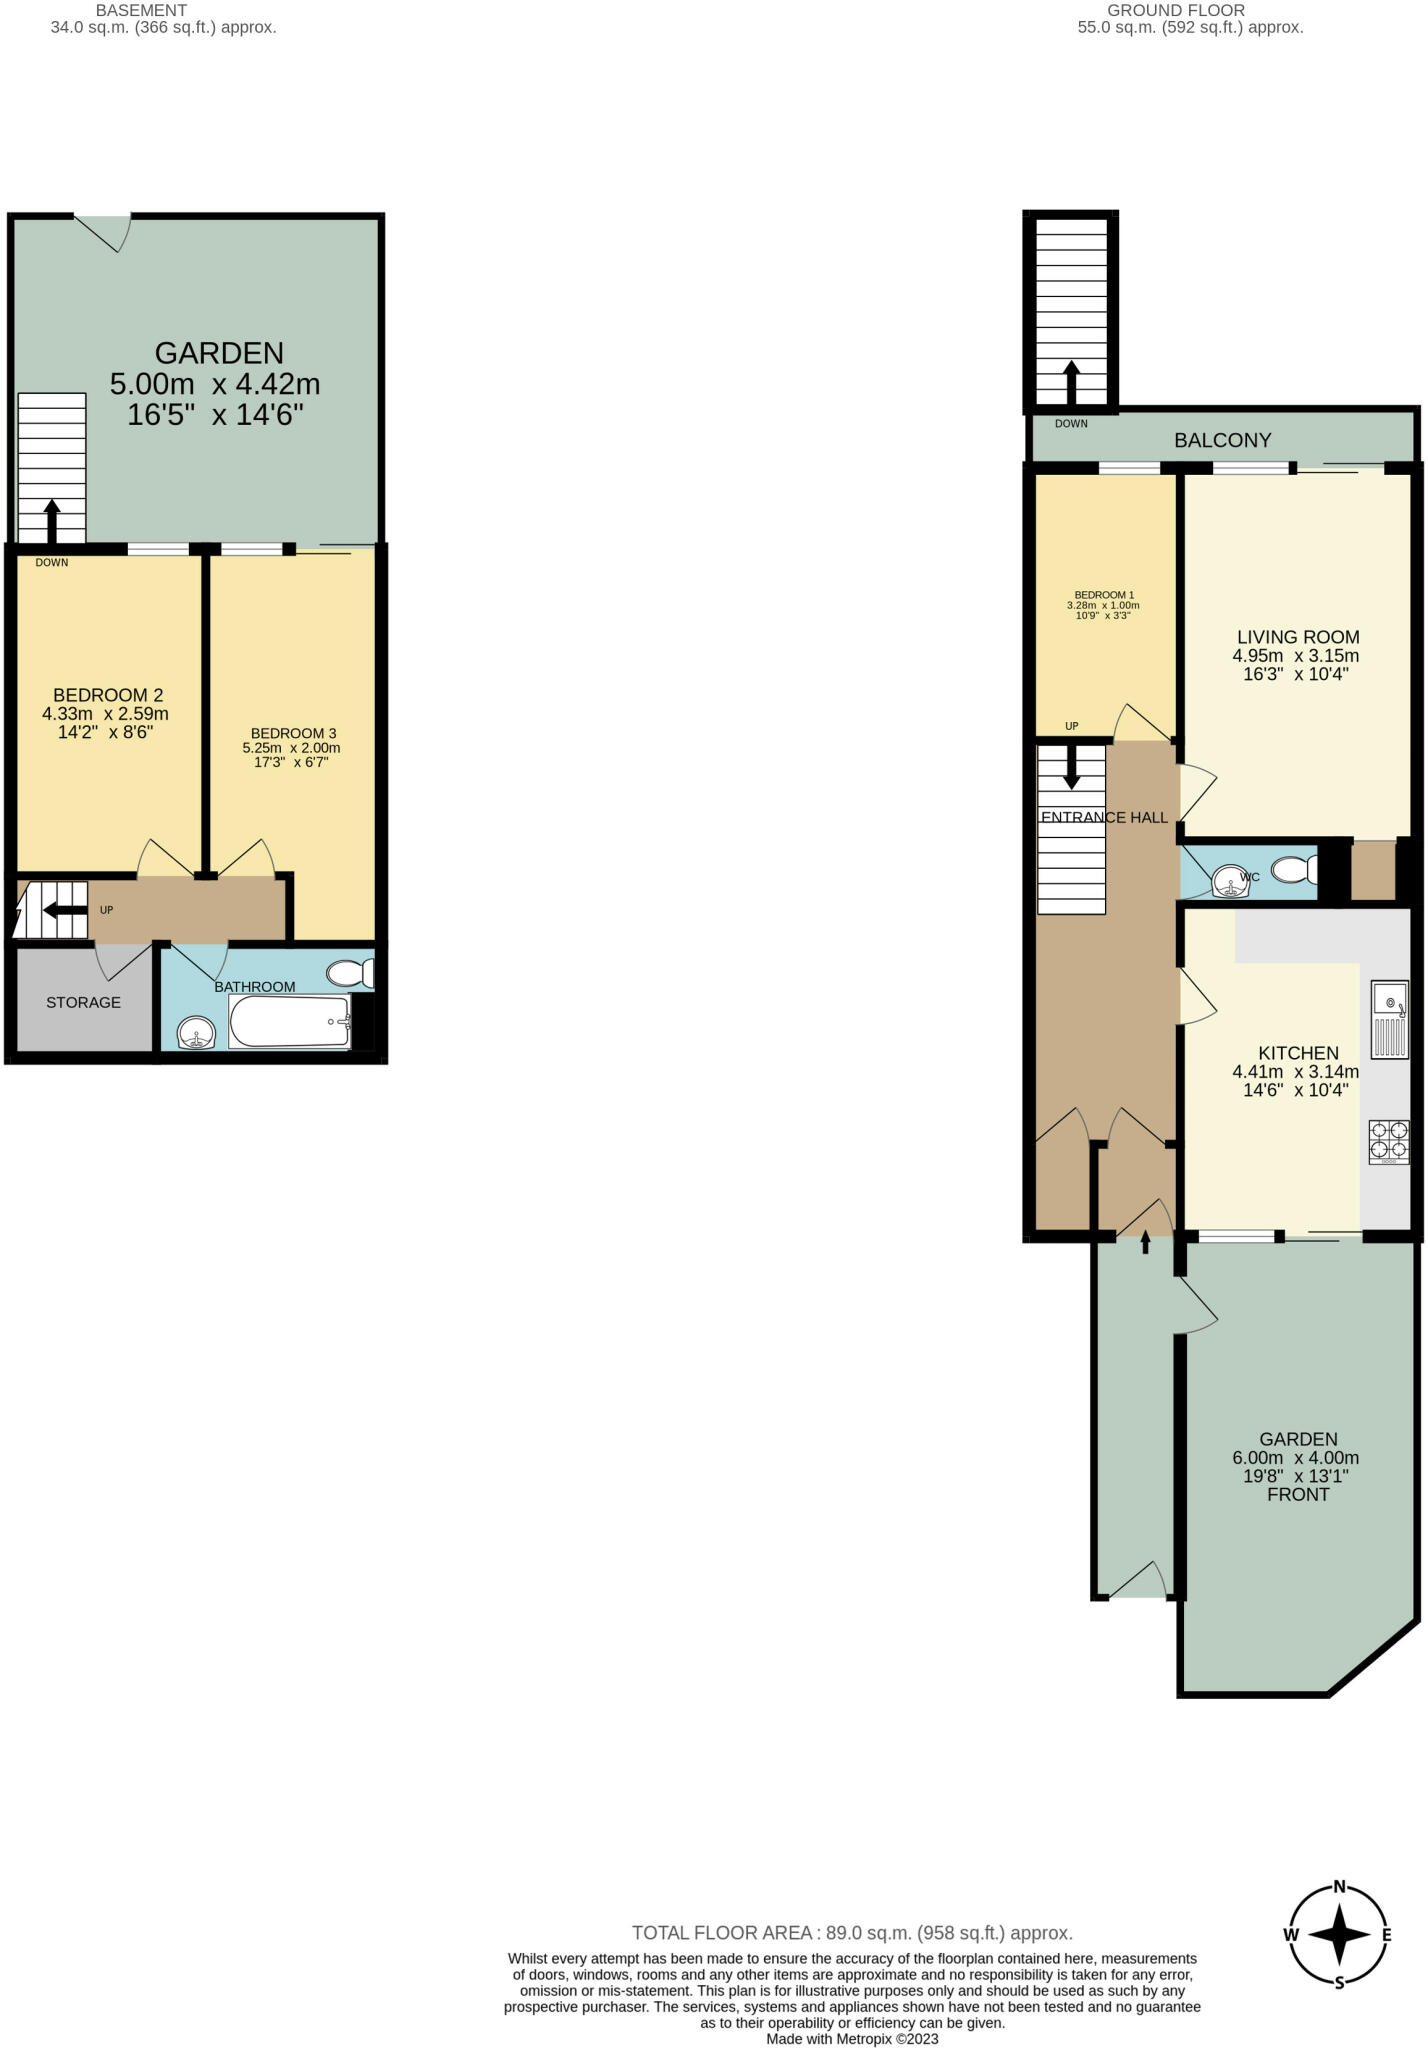 BASEMENT
34.0 sq.m. (366 sq.ft.) approx.
GARDEN
5.00m x 4.42m
16'5" x 14'6"
DOWN
BEDROOM 2
4.33m x 2.59m
14'2" x 8'6"
BEDROOM 3
5.25m x 2.00m
17'3" x 6'7"
UP
STORAGE
BATHROOM
GROUND FLOOR
55.0 sq.m. (592 sq.ft.) approx.
DOWN
BALCONY
BEDROOM 1
3.28m x 1.00m
10'9" x 3'3"
LIVING ROOM
4.95m x 3.15m
16'3" x 10'4"
UP
ENTRANCE HALL
WC
KITCHEN
4.41m x 3.14m
14'6" x 10'4"
GARDEN
6.00m x 4.00m
19'8" x 13'1"
FRONT
N
W E
S
TOTAL FLOOR AREA : 89.0 sq.m. (958 sq.ft.) approx.
Whilst every attempt has been made to ensure the accuracy of the floorplan contained here, measurements
of doors, windows, rooms and any other items are approximate and no responsibility is taken for any error,
omission or mis-statement. This plan is for illustrative purposes only and should be used as such by any
prospective purchaser. The services, systems and appliances shown have not been tested and no guarantee
as to their operability or efficiency can be given.
Made with Metropix ©2023